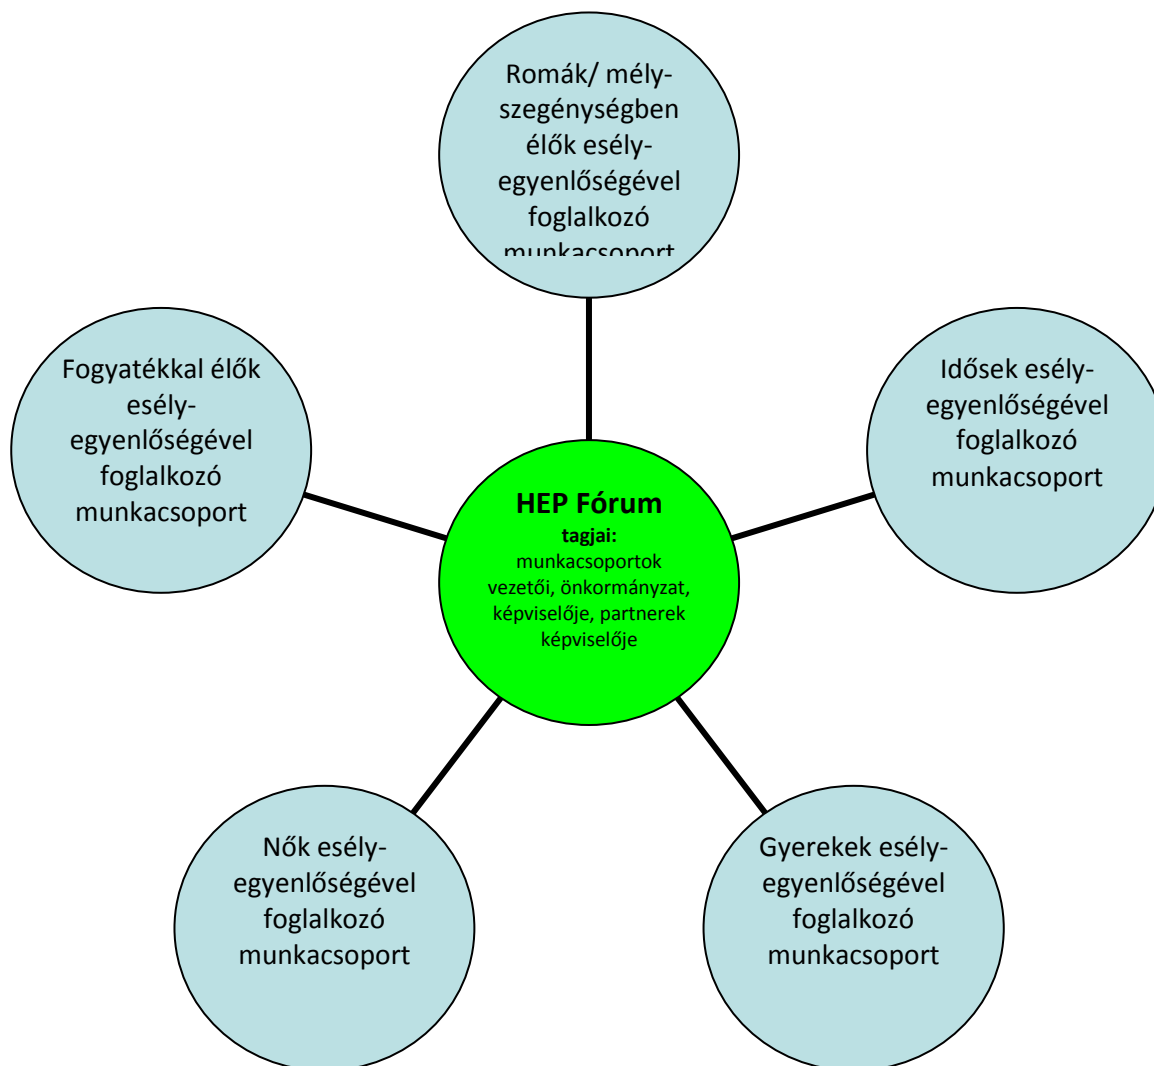 Romák/ mély-
szegénységben
élők esély-
egyenlőségével
foglalkozó
munkacsoport
Fogyatékkal élők
esély-
egyenlőségével
foglalkozó
munkacsoport
Idősek esély-
egyenlőségével
foglalkozó
munkacsoport
HEP Fórum
tagjai:
munkacsoportok
vezetői, önkormányzat,
képviselője, partnerek
képviselője
Nők esély-
egyenlőségével
foglalkozó
munkacsoport
Gyerekek esély-
egyenlőségével
foglalkozó
munkacsoport